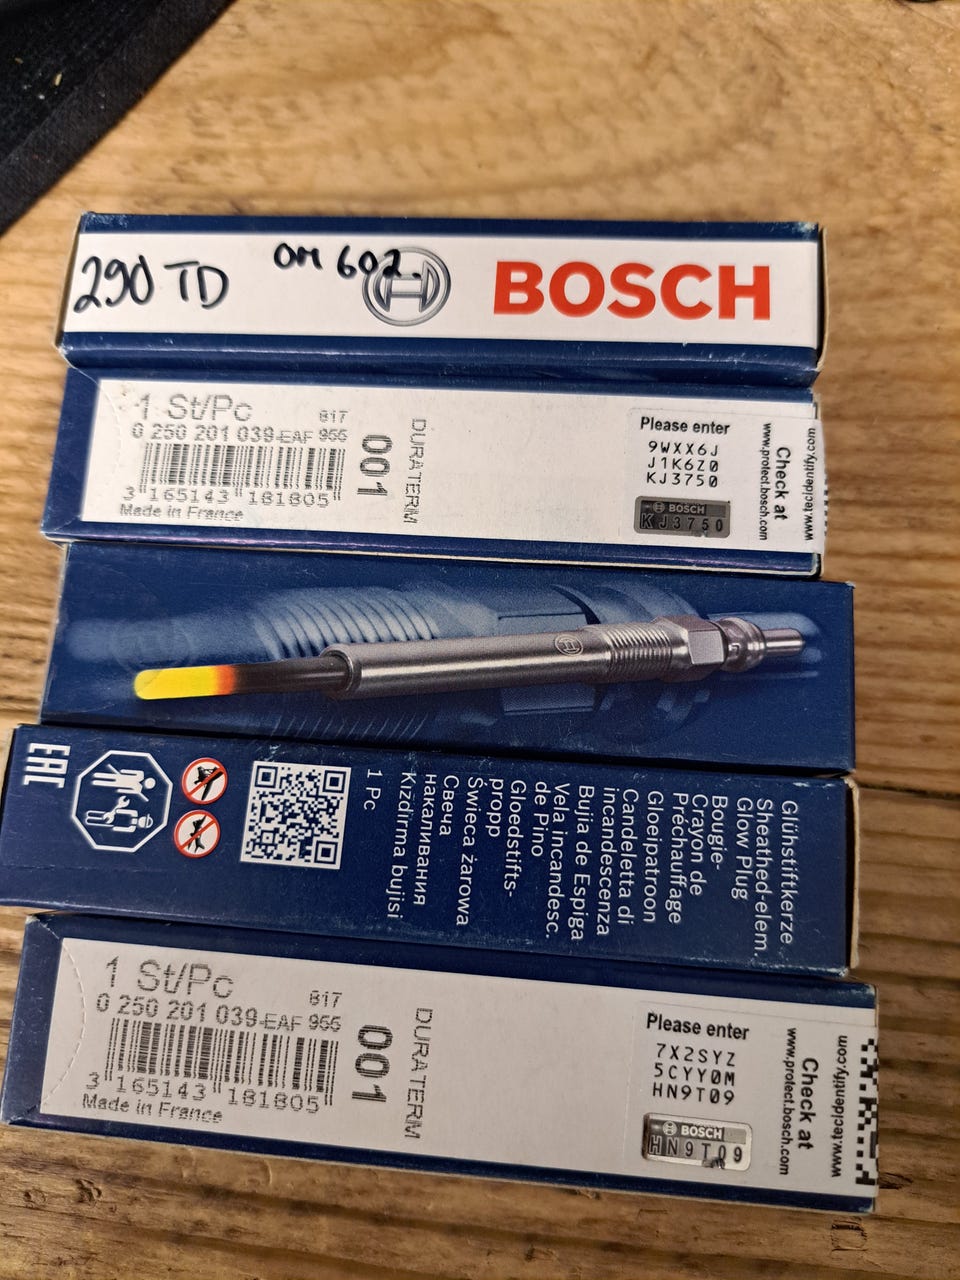 290 TD
OM 602.
BOSCH
1 St/Pc
817
0 250 201 039-EAF 955
001
DURATERM
3 165143 181805
Made in France
Please enter
9WXX6J
J1K6Z0
KJ3750
BOSCH
KJ3750
Check at
www.protect.bosch.com
www.tecidentify.com
EAC
Glühstiftkerze
Sheathed-elem.
Glow Plug
Bougie-
Crayon de
Préchauffage
Gloeipatroon
Candeletta di
incandescenza
Bujia de Espiga
Vela incandesc.
de Pino
Gloedstifts-
propp
Świeca żarowa
Свеча
накаливания
Kızdırma bujisi
1 Pc
1 St/Pc
817
0 250 201 039-EAF 955
001
DURATERM
3 165143 181805
Made in France
Please enter
7X2SYZ
5CYY0M
HN9T09
BOSCH
HN9T09
Check at
www.protect.bosch.com
www.tecidentify.com